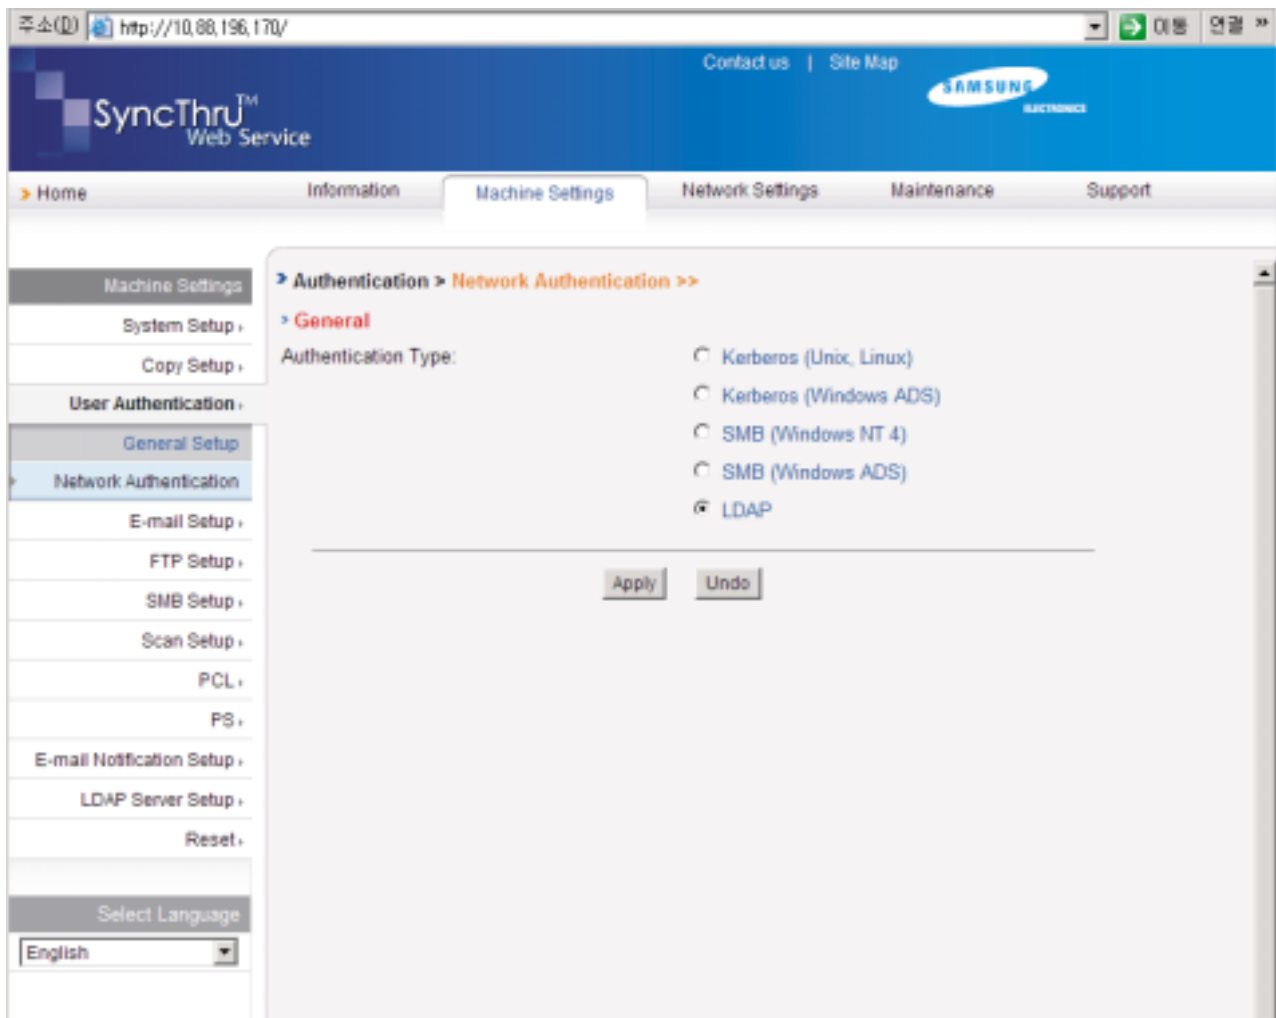 주소(D) http://10,88,196,170/ 이동 연결 »
Contact us | Site Map
SAMSUNG
ELECTRONICS
SyncThru™
Web Service
Home Information Machine Settings Network Settings Maintenance Support
Machine Settings
System Setup
Copy Setup
User Authentication
General Setup
Network Authentication
E-mail Setup
FTP Setup
SMB Setup
Scan Setup
PCL
PS
E-mail Notification Setup
LDAP Server Setup
Reset
Select Language
English
Authentication > Network Authentication >>
General
Authentication Type:
Kerberos (Unix, Linux)
Kerberos (Windows ADS)
SMB (Windows NT 4)
SMB (Windows ADS)
LDAP
Apply Undo